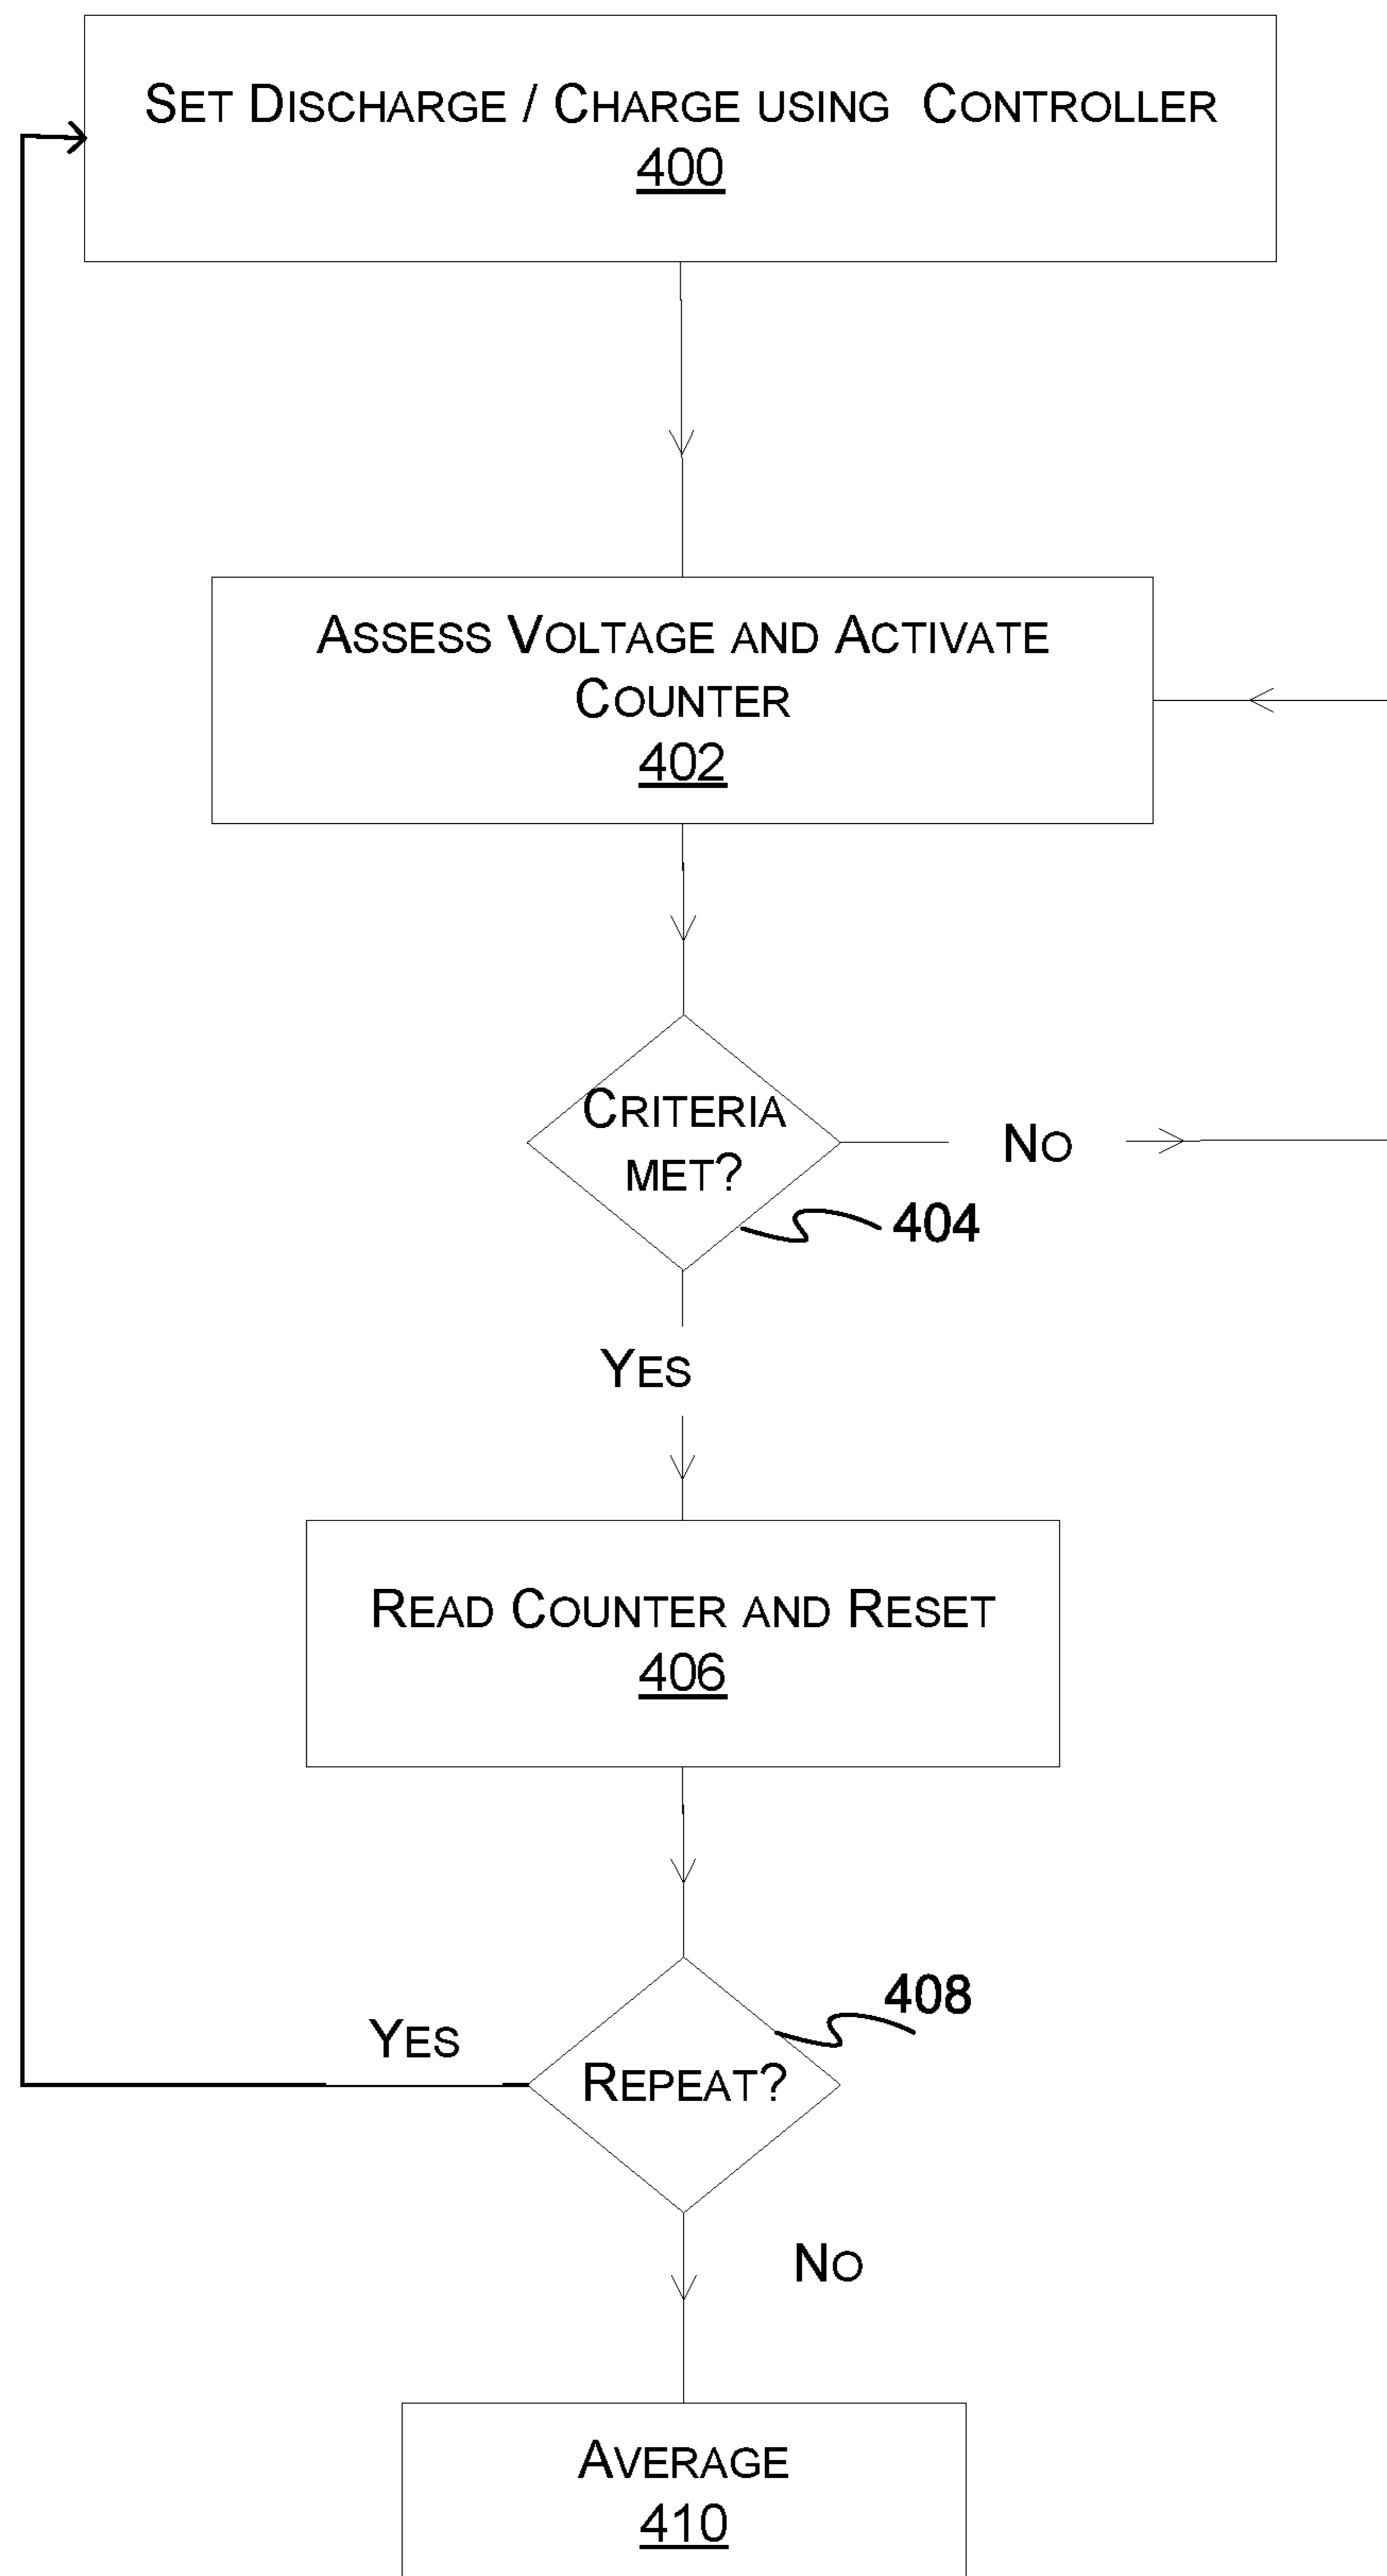 Set Discharge / Charge using Controller
400
Assess Voltage and Activate
Counter
402
Criteria
met?
No
404
Yes
Read Counter and Reset
406
408
Yes
Repeat?
No
Average
410